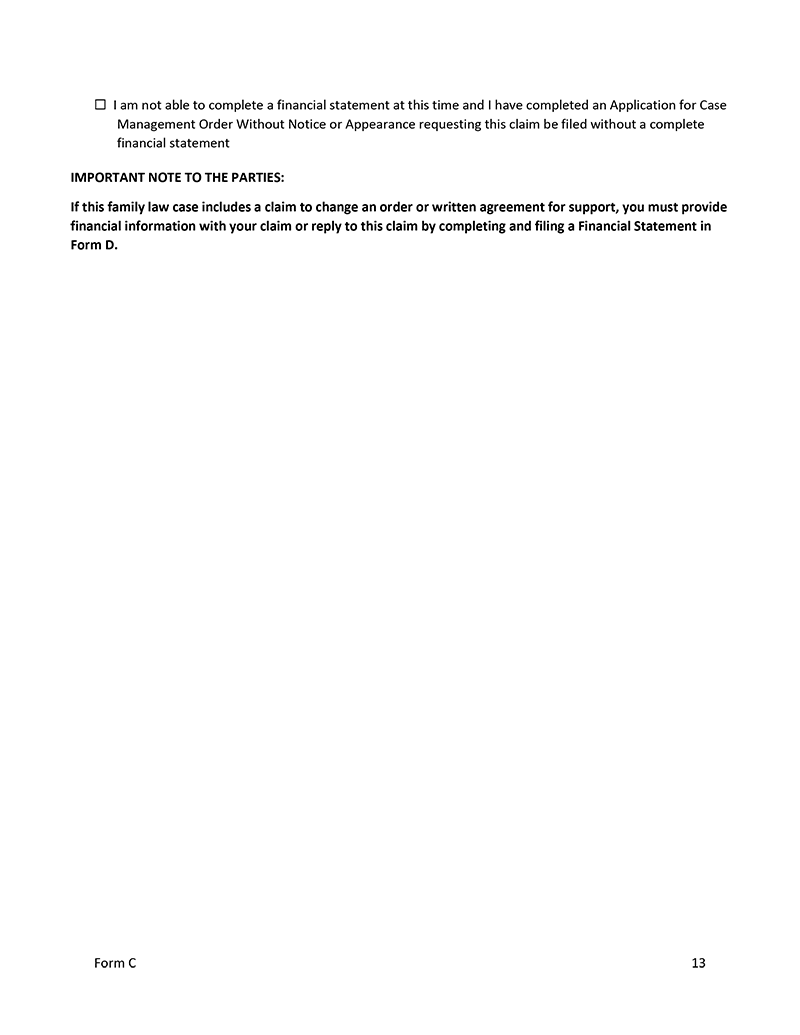 ☐ I am not able to complete a financial statement at this time and I have completed an Application for Case
Management Order Without Notice or Appearance requesting this claim be filed without a complete
financial statement
IMPORTANT NOTE TO THE PARTIES:
If this family law case includes a claim to change an order or written agreement for support, you must provide
financial information with your claim or reply to this claim by completing and filing a Financial Statement in
Form D.
Form C 13